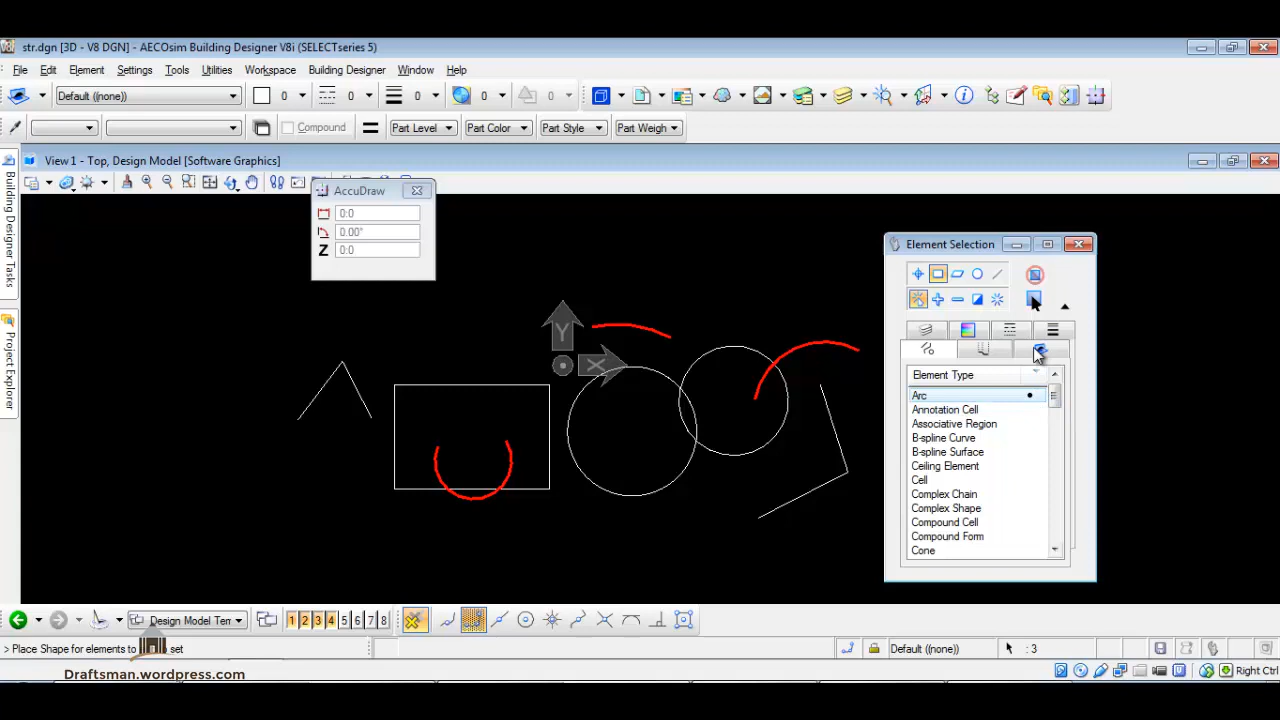 str.dgn [3D - V8 DGN] - AECOsim Building Designer V8i (SELECTseries 5)
File Edit Element Settings Tools Utilities Workspace Building Designer Window Help
Default ((none)) 0 0 0 0 0
Compound Part Level Part Color Part Style Part Weigh
View 1 - Top, Design Model [Software Graphics]
Building Designer Tasks
Project Explorer
AccuDraw
0:0
0.00°
Z 0:0
Y
X
Element Selection
Element Type
Arc
Annotation Cell
Associative Region
B-spline Curve
B-spline Surface
Ceiling Element
Cell
Complex Chain
Complex Shape
Compound Cell
Compound Form
Cone
Design Model Tem 1 2 3 4 5 6 7 8
> Place Shape for elements to set
Default ((none)) : 3
Draftsman.wordpress.com
Right Ctrl